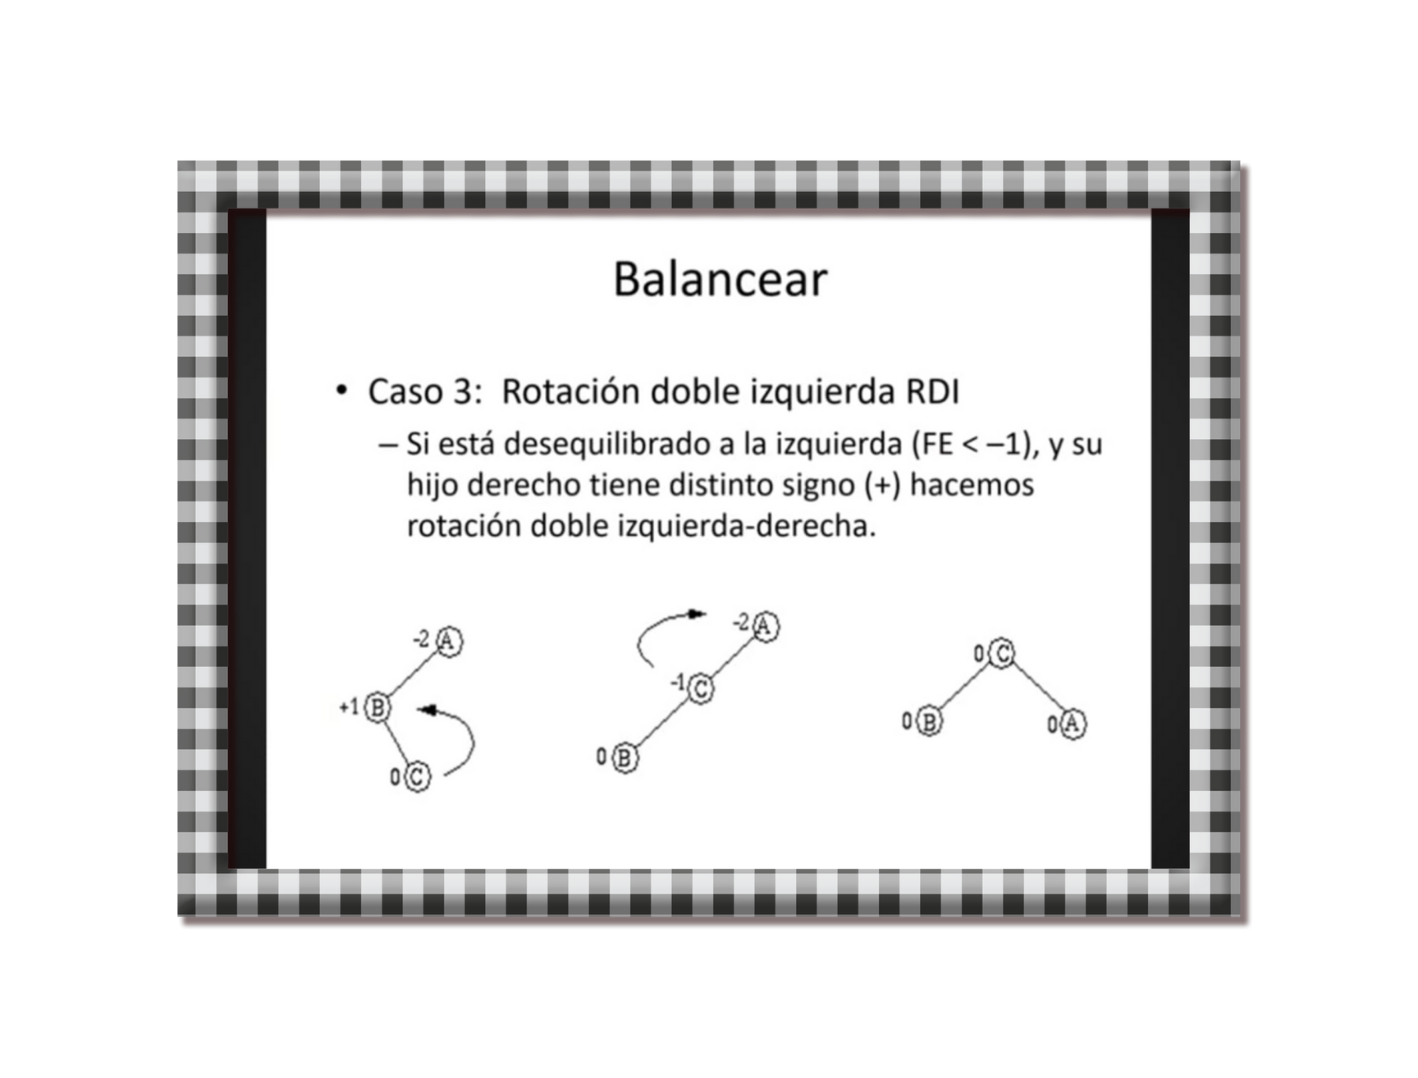 Balancear
• Caso 3: Rotación doble izquierda RDI
– Si está desequilibrado a la izquierda (FE < –1), y su
hijo derecho tiene distinto signo (+) hacemos
rotación doble izquierda-derecha.
-2 A
+1 B
0 C
-2 A
-1 C
0 B
0 C
0 B
0 A